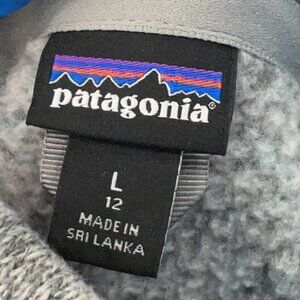 patagonia®
L
12
MADE IN
SRI LANKA